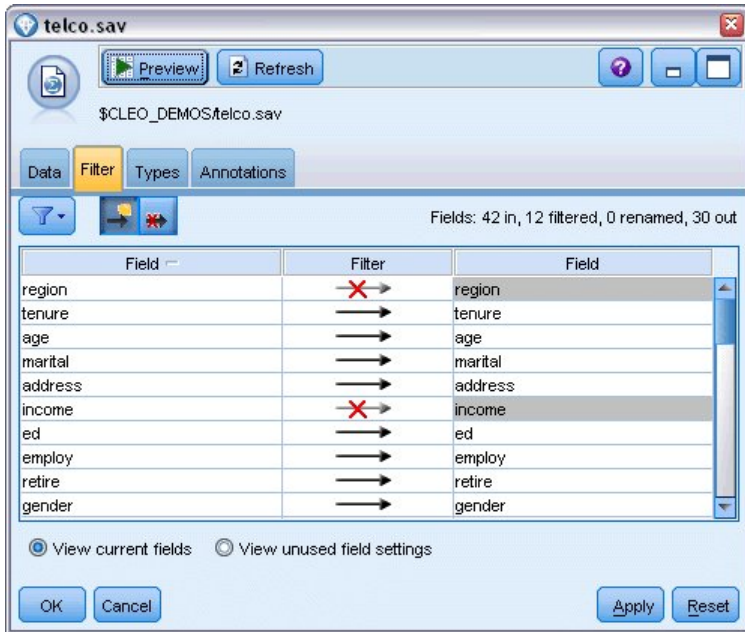 telco.sav
Preview Refresh
$CLEO_DEMOS/telco.sav
Data Filter Types Annotations
Fields: 42 in, 12 filtered, 0 renamed, 30 out
Field Filter Field
region region
tenure tenure
age age
marital marital
address address
income income
ed ed
employ employ
retire retire
gender gender
View current fields View unused field settings
OK Cancel Apply Reset